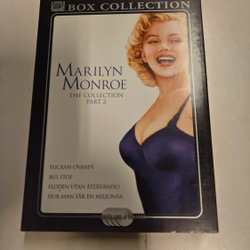 BOX COLLECTION
MARILYN
MONROE
THE COLLECTION
PART 2
FLICKAN OVANPÅ
BUS STOP
FLODEN UTAN ÅTERVÄNDO
HUR MAN FÅR EN MILJONÄR